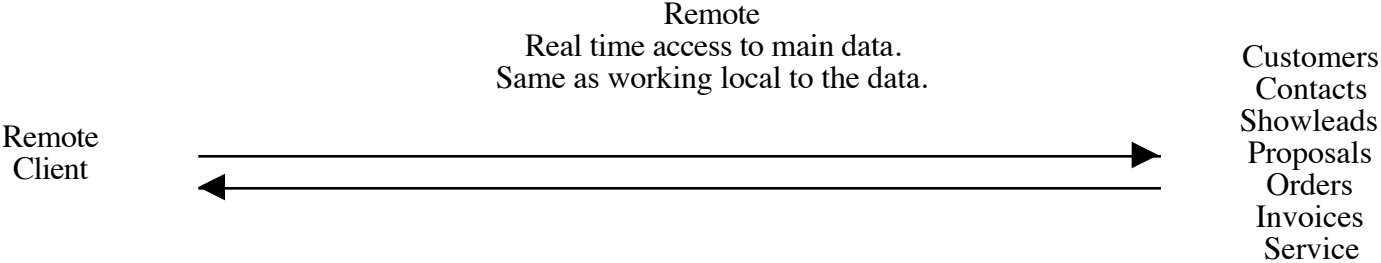 Remote
Real time access to main data.
Same as working local to the data.
Remote
Client
Customers
Contacts
Showleads
Proposals
Orders
Invoices
Service